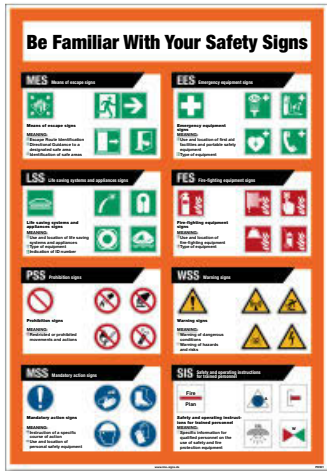 Be Familiar With Your Safety Signs
MES Means of escape signs
Means of escape signs
MEANING:
Escape Route Identification
Directional Guidance to a
designated safe area
Identification of safe areas
EES Emergency equipment signs
Emergency equipment
signs
MEANING:
Use and location of first aid
facilities and portable safety
equipment
Type of equipment
LSS Life saving systems and appliances signs
Life saving systems and
appliances signs
MEANING:
Use and location of life saving
systems and appliances
Type of equipment
Indication of ID number
FES Fire-fighting equipment signs
Fire-fighting equipment
signs
MEANING:
Use and location of
fire-fighting equipment
Type of equipment
PSS Prohibition signs
Prohibition signs
MEANING:
Restricted or prohibited
movements and actions
WSS Warning signs
Warning signs
MEANING:
Warning of dangerous
conditions
Warning of hazards
and risks
MSS Mandatory action signs
Mandatory action signs
MEANING:
Instruction of a specific
course of action
Use and location of
personal safety equipment
SIS Safety and operating instructions
for trained personnel
Fire
Plan
Safety and operating instruct-
ions for trained personnel
MEANING:
Specific information for
qualified personnel on the
use of safety and fire
protection equipment